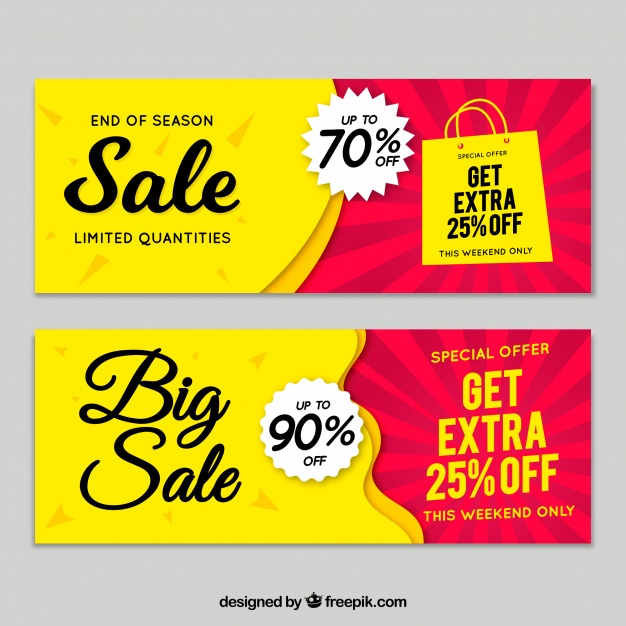 END OF SEASON
Sale
LIMITED QUANTITIES
UP TO
70%
OFF
SPECIAL OFFER
GET
EXTRA
25% OFF
THIS WEEKEND ONLY
Big
Sale
UP TO
90%
OFF
SPECIAL OFFER
GET
EXTRA
25% OFF
THIS WEEKEND ONLY
designed by freepik.com